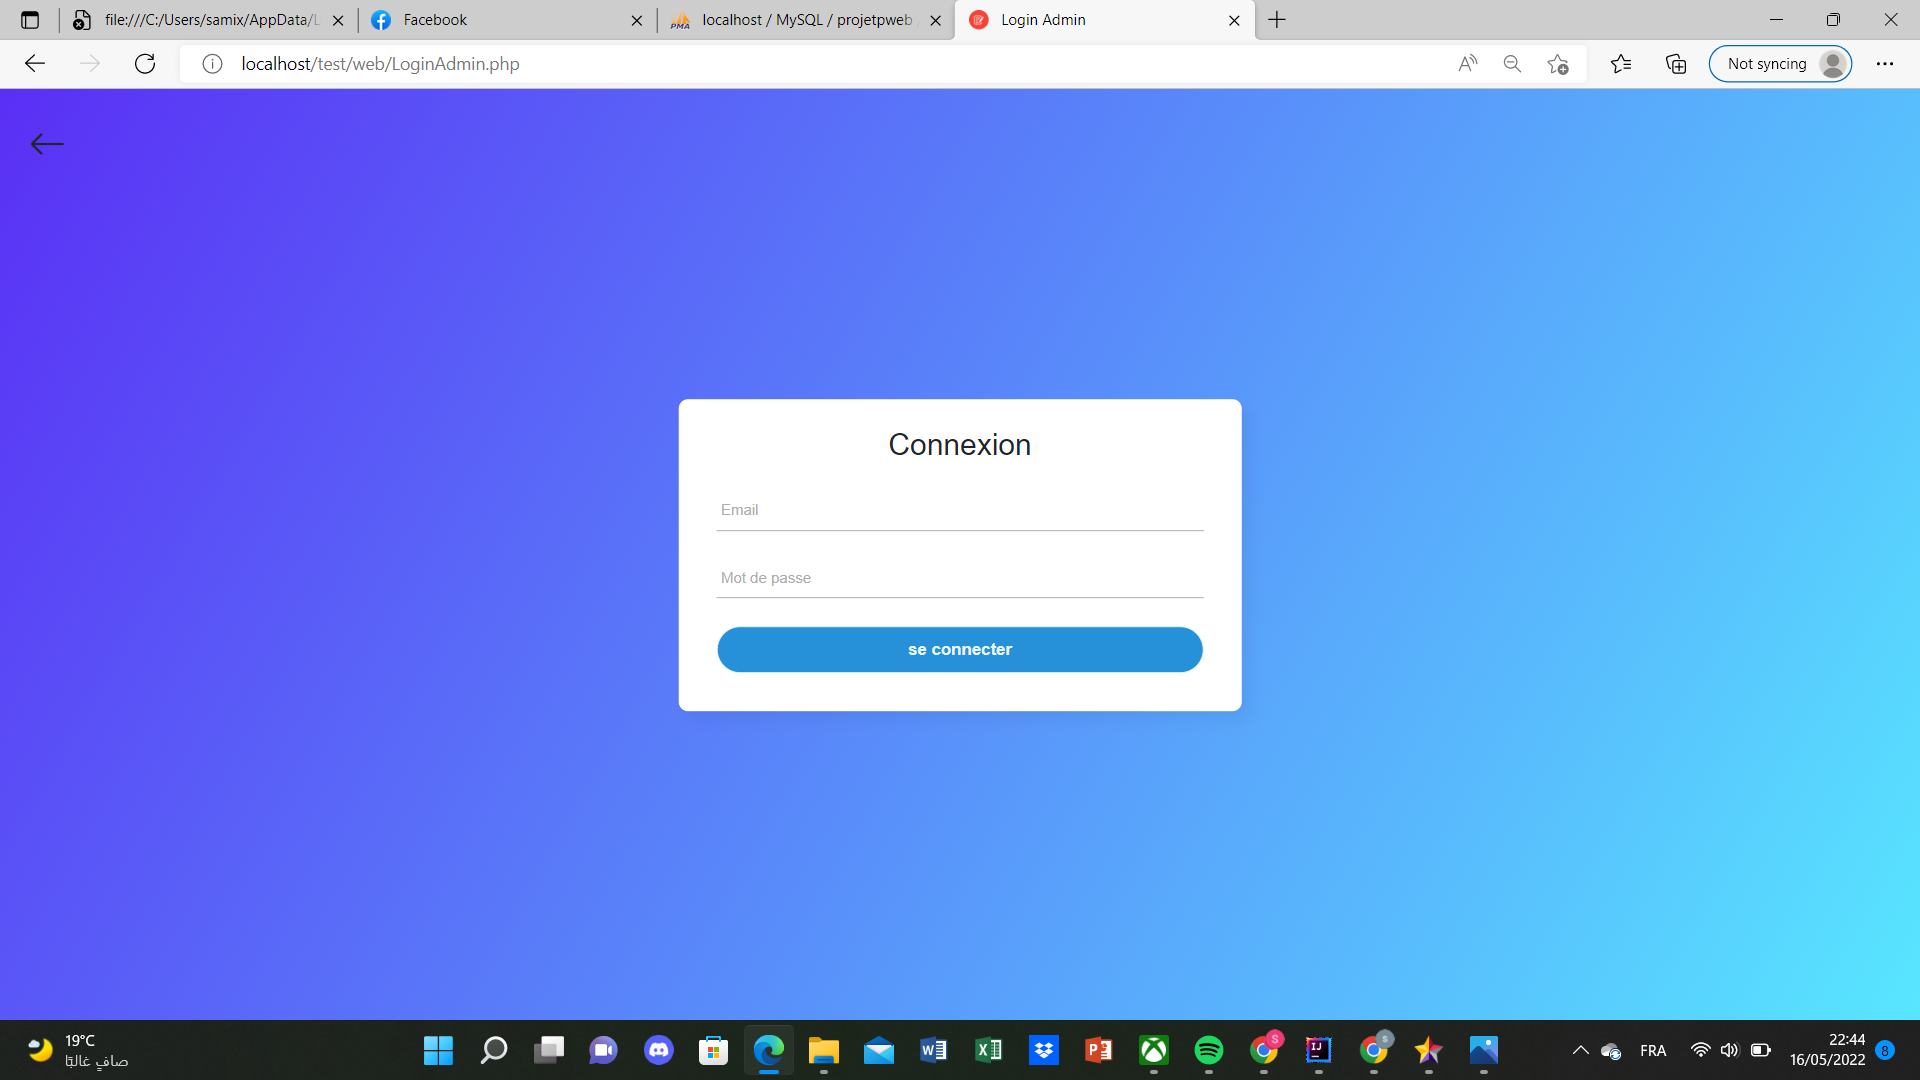 file:///C:/Users/samix/AppData/L
Facebook
localhost / MySQL / projetpweb
Login Admin
localhost/test/web/LoginAdmin.php
Not syncing
Connexion
Email
Mot de passe
se connecter
19°C
صافٍ غالبًا
FRA
22:44
16/05/2022
8